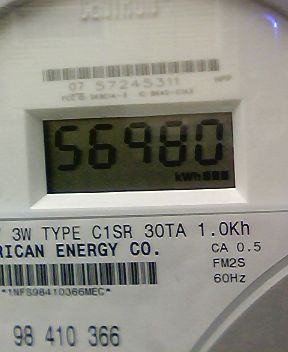 CENTRON
07 57245311
56980
kWh
3W TYPE C1SR 30TA 1.0Kh
RICAN ENERGY CO.
CA 0.5
FM2S
60Hz
*1NFS98410366MEC*
98 410 366